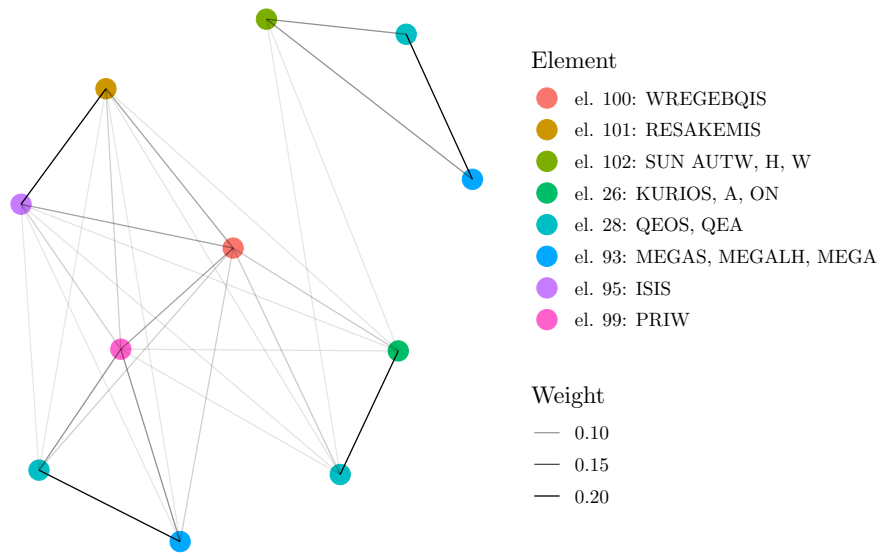 Element
el. 100: WREGEBQIS
el. 101: RESAKEMIS
el. 102: SUN AUTW, H, W
el. 26: KURIOS, A, ON
el. 28: QEOS, QEA
el. 93: MEGAS, MEGALH, MEGA
el. 95: ISIS
el. 99: PRIW
Weight
0.10
0.15
0.20